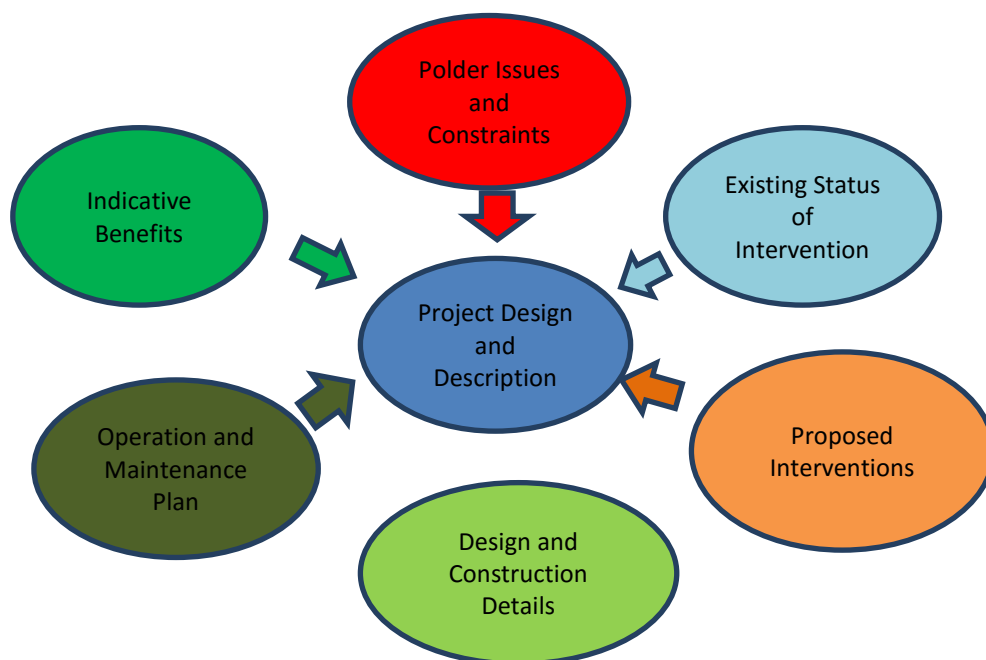 Polder Issues
and
Constraints
Indicative
Benefits
Existing Status
of
Intervention
Project Design
and
Description
Operation and
Maintenance
Plan
Proposed
Interventions
Design and
Construction
Details